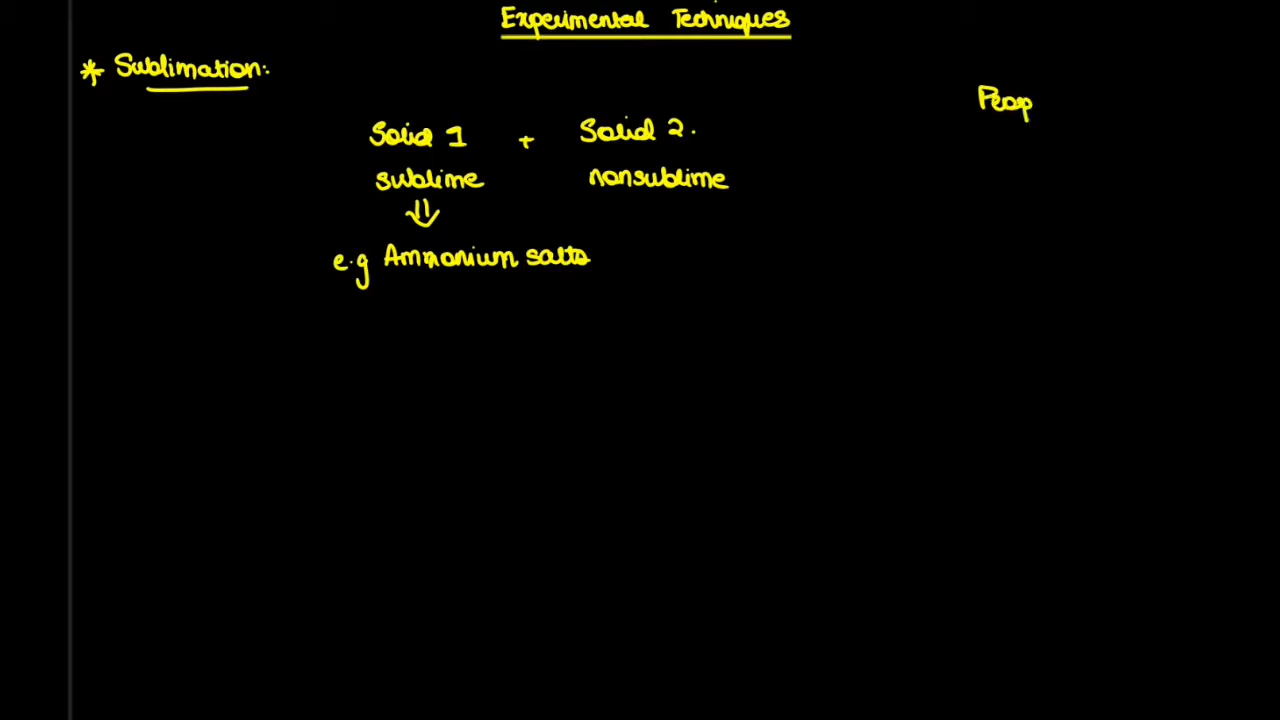 Experimental Techniques
* Sublimation:
Prop
Solid 1 + Solid 2.
sublime nonsublime
e.g Ammonium salts